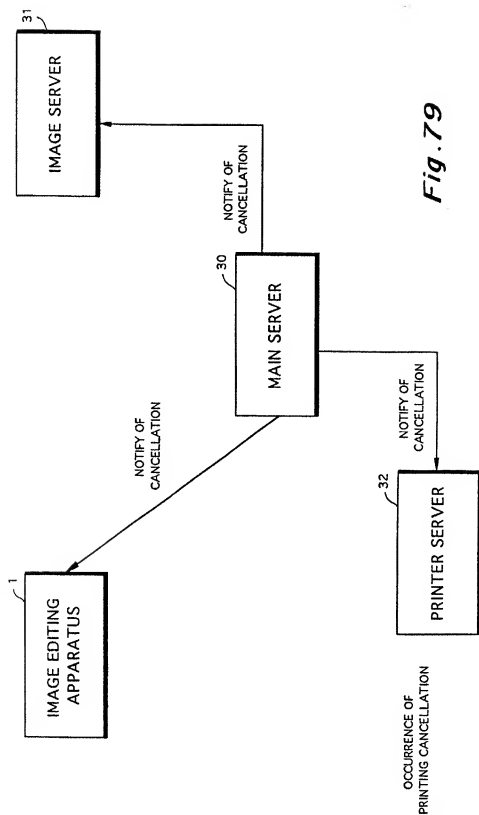 1
IMAGE EDITING
APPARATUS
31
IMAGE SERVER
NOTIFY OF
CANCELLATION
NOTIFY OF
CANCELLATION
30
MAIN SERVER
NOTIFY OF
CANCELLATION
32
PRINTER SERVER
OCCURRENCE OF
PRINTING CANCELLATION
Fig.79